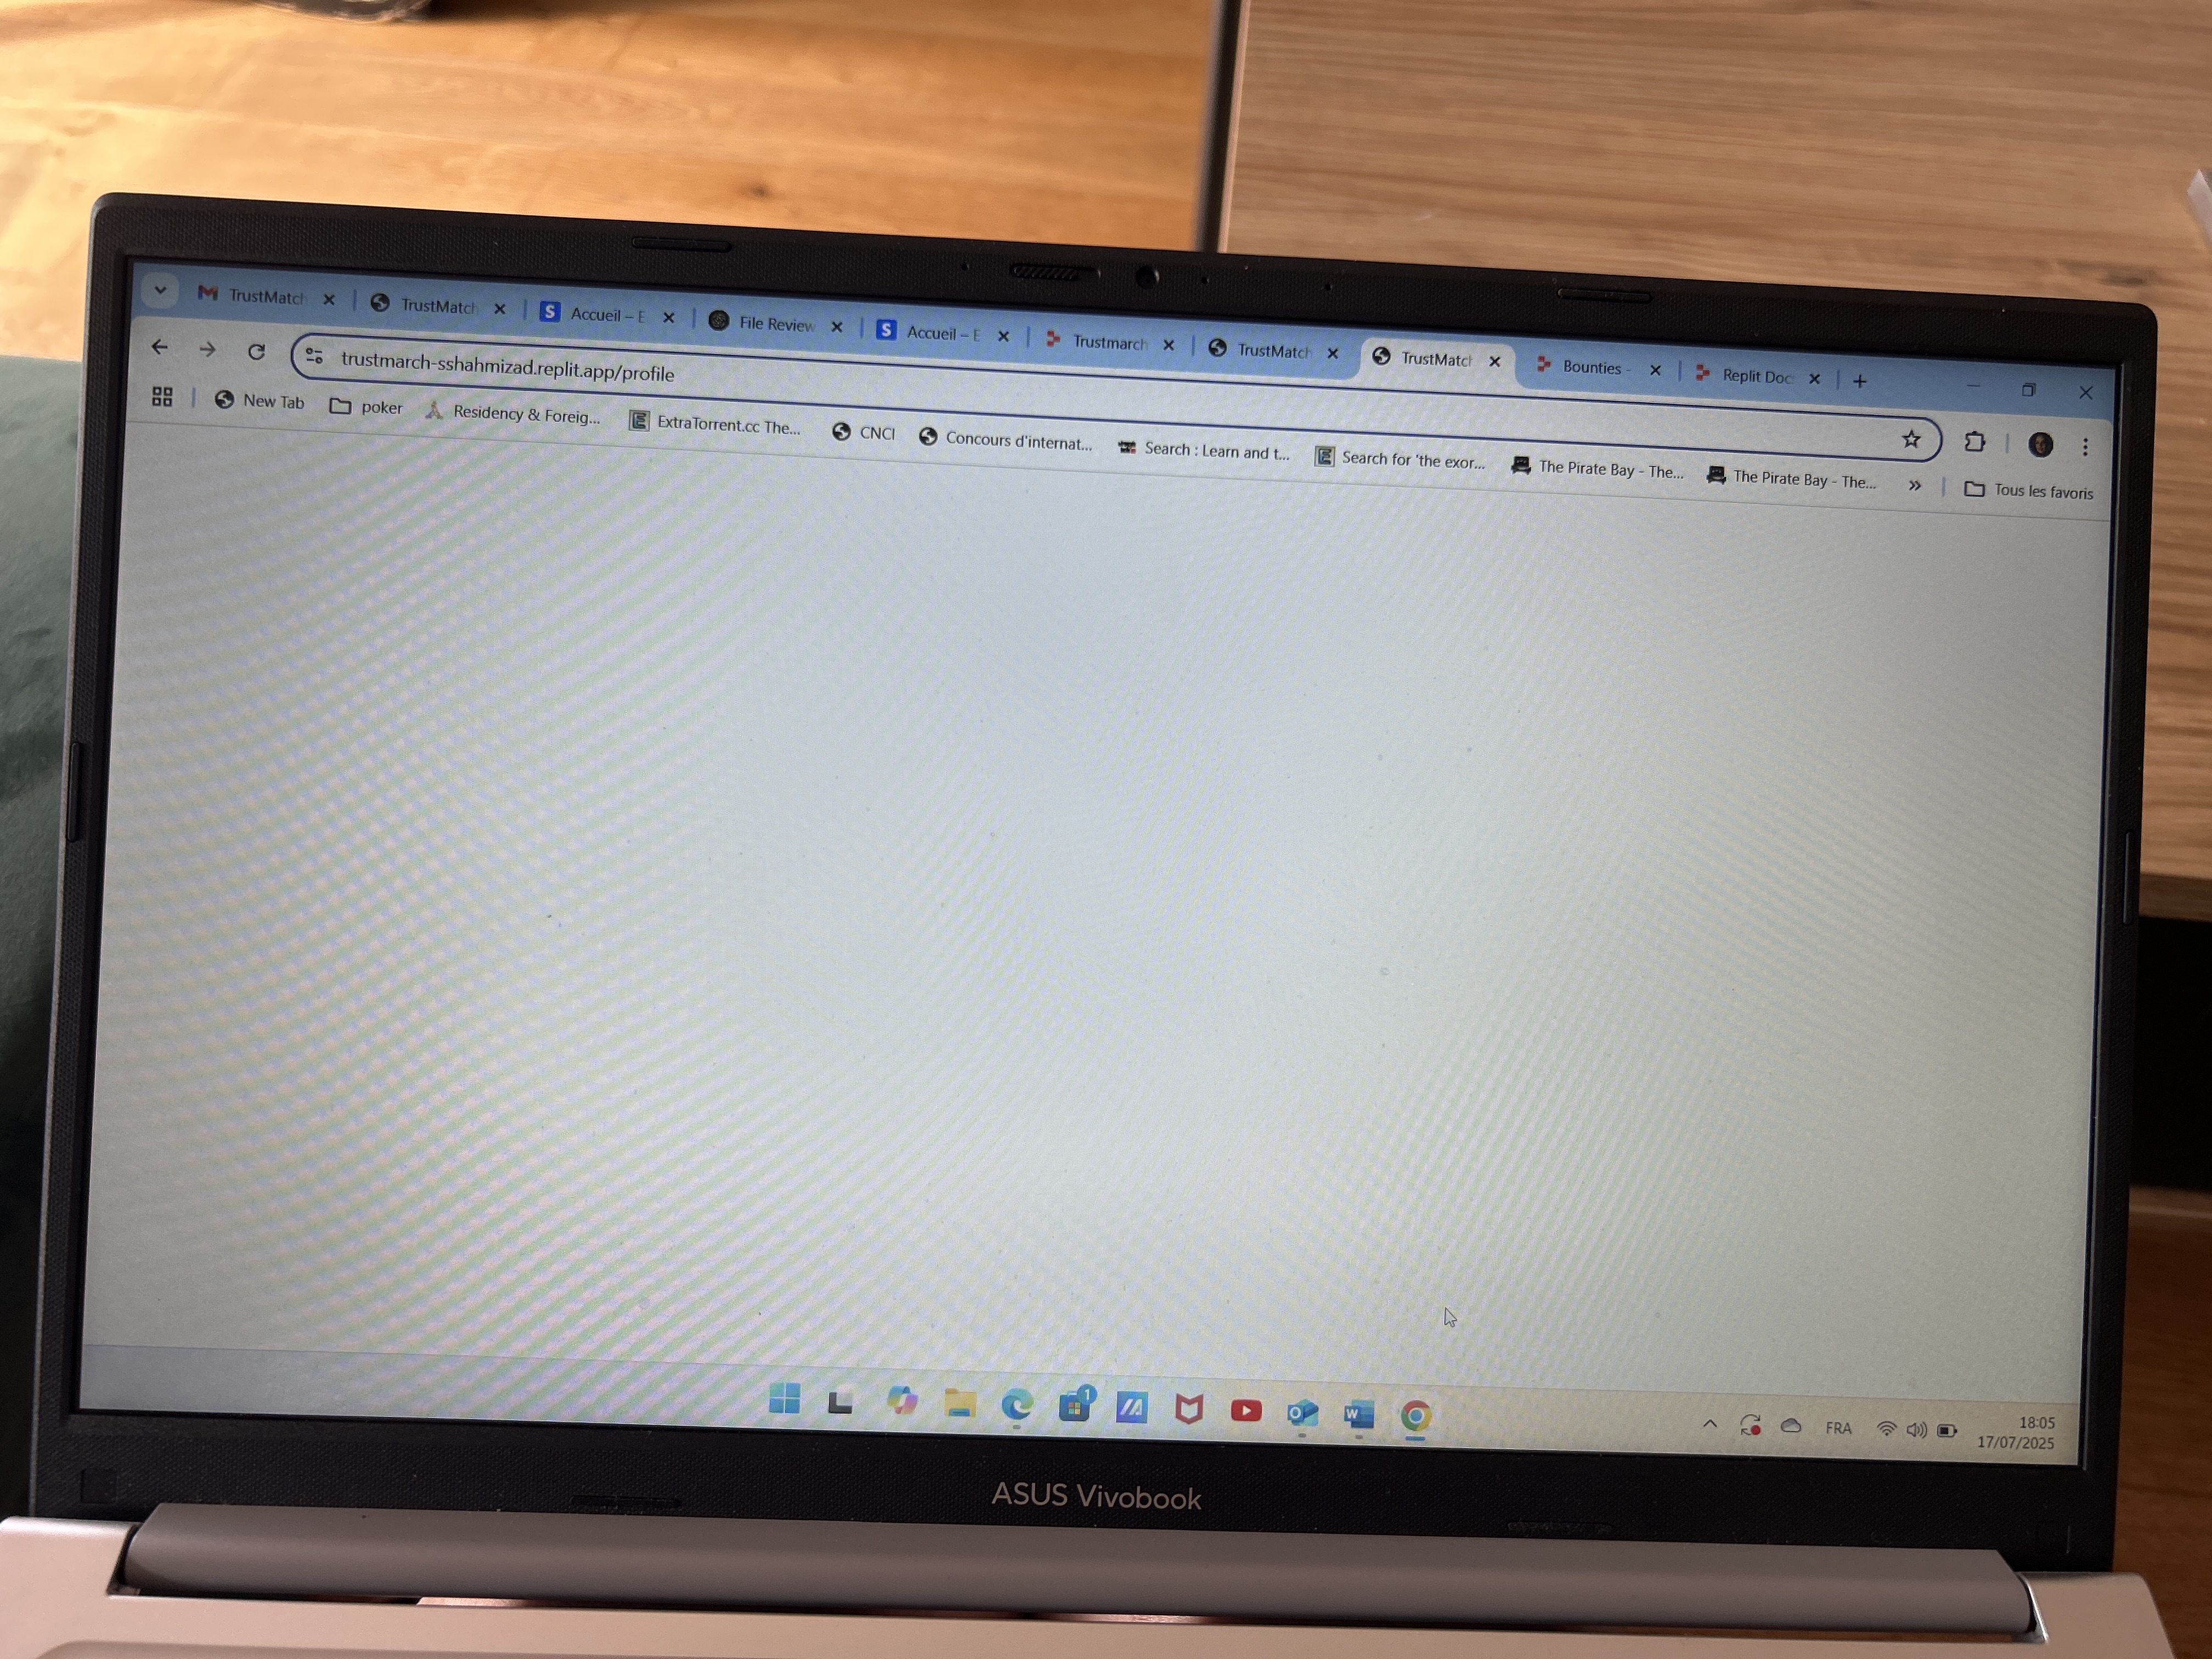 TrustMatch
TrustMatch
Accueil – E
File Review
Accueil – E
Trustmarch
TrustMatch
TrustMatch
Bounties -
Replit Doc
trustmarch-sshahmizad.replit.app/profile
New Tab
poker
Residency & Foreig...
ExtraTorrent.cc The...
CNCI
Concours d'internat...
Search : Learn and t...
Search for 'the exor...
The Pirate Bay - The...
The Pirate Bay - The...
Tous les favoris
1
FRA
18:05
17/07/2025
ASUS Vivobook